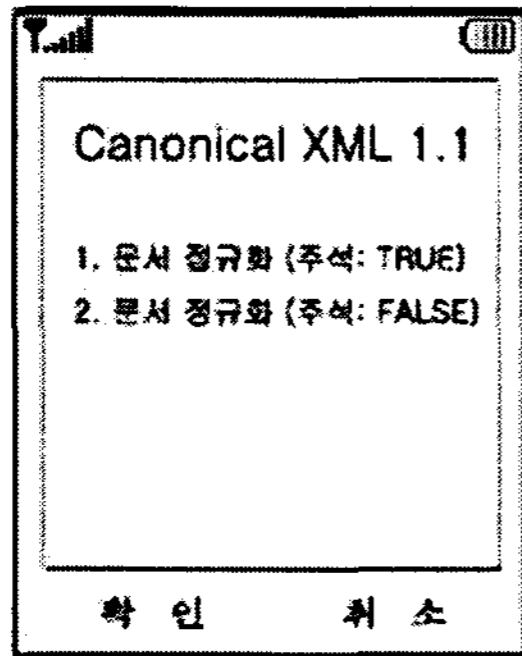 Canonical XML 1.1
1. 문서 정규화 (주석: TRUE)
2. 문서 정규화 (주석: FALSE)
확 인 취 소